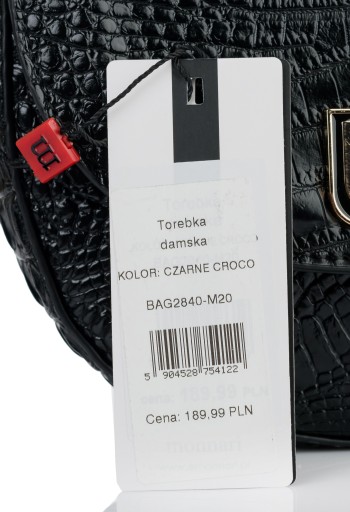 m
Torebka
damska
KOLOR: CZARNE CROCO
BAG2840-M20
5 904528 754122
Cena: 189.99 PLN